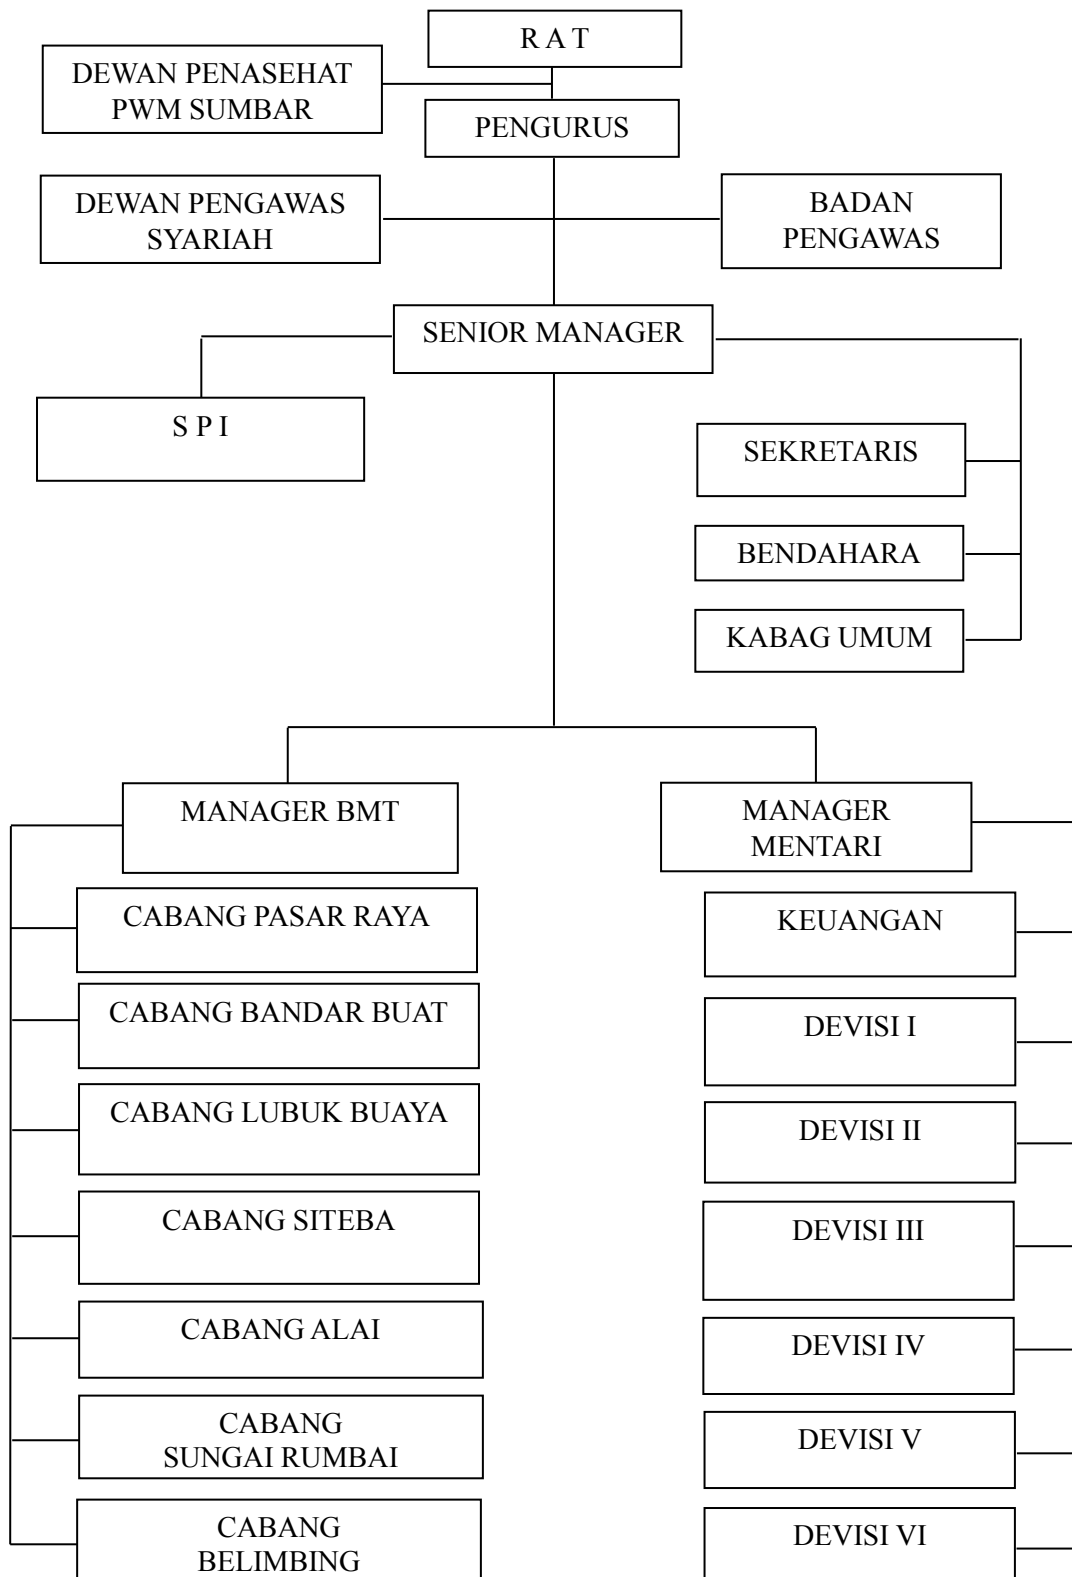 R A T
DEWAN PENASEHAT
PWM SUMBAR
PENGURUS
DEWAN PENGAWAS
SYARIAH
BADAN
PENGAWAS
SENIOR MANAGER
S P I
SEKRETARIS
BENDAHARA
KABAG UMUM
MANAGER BMT
MANAGER
MENTARI
CABANG PASAR RAYA
KEUANGAN
CABANG BANDAR BUAT
DEVISI I
CABANG LUBUK BUAYA
DEVISI II
CABANG SITEBA
DEVISI III
CABANG ALAI
DEVISI IV
CABANG
SUNGAI RUMBAI
DEVISI V
CABANG
BELIMBING
DEVISI VI